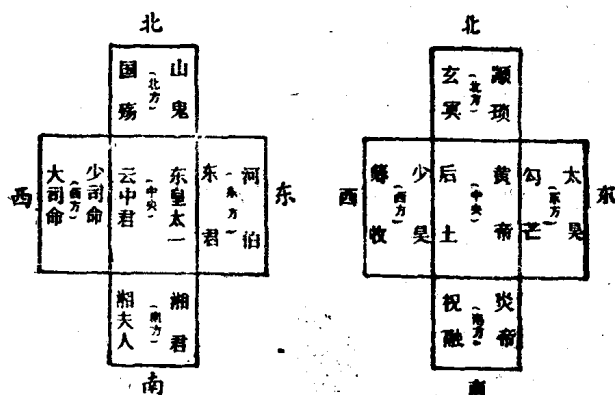 北
山鬼
(北方)
国殇
东
河伯
(东方)
东君
东皇太一
(中央)
云中君
少司命
(西方)
大司命
西
湘君
(南方)
湘夫人
南
北
颛顼
(北方)
玄冥
东
太昊
(东方)
勾芒
黄帝
(中央)
后土
少昊
(西方)
蓐收
西
炎帝
(南方)
祝融
南